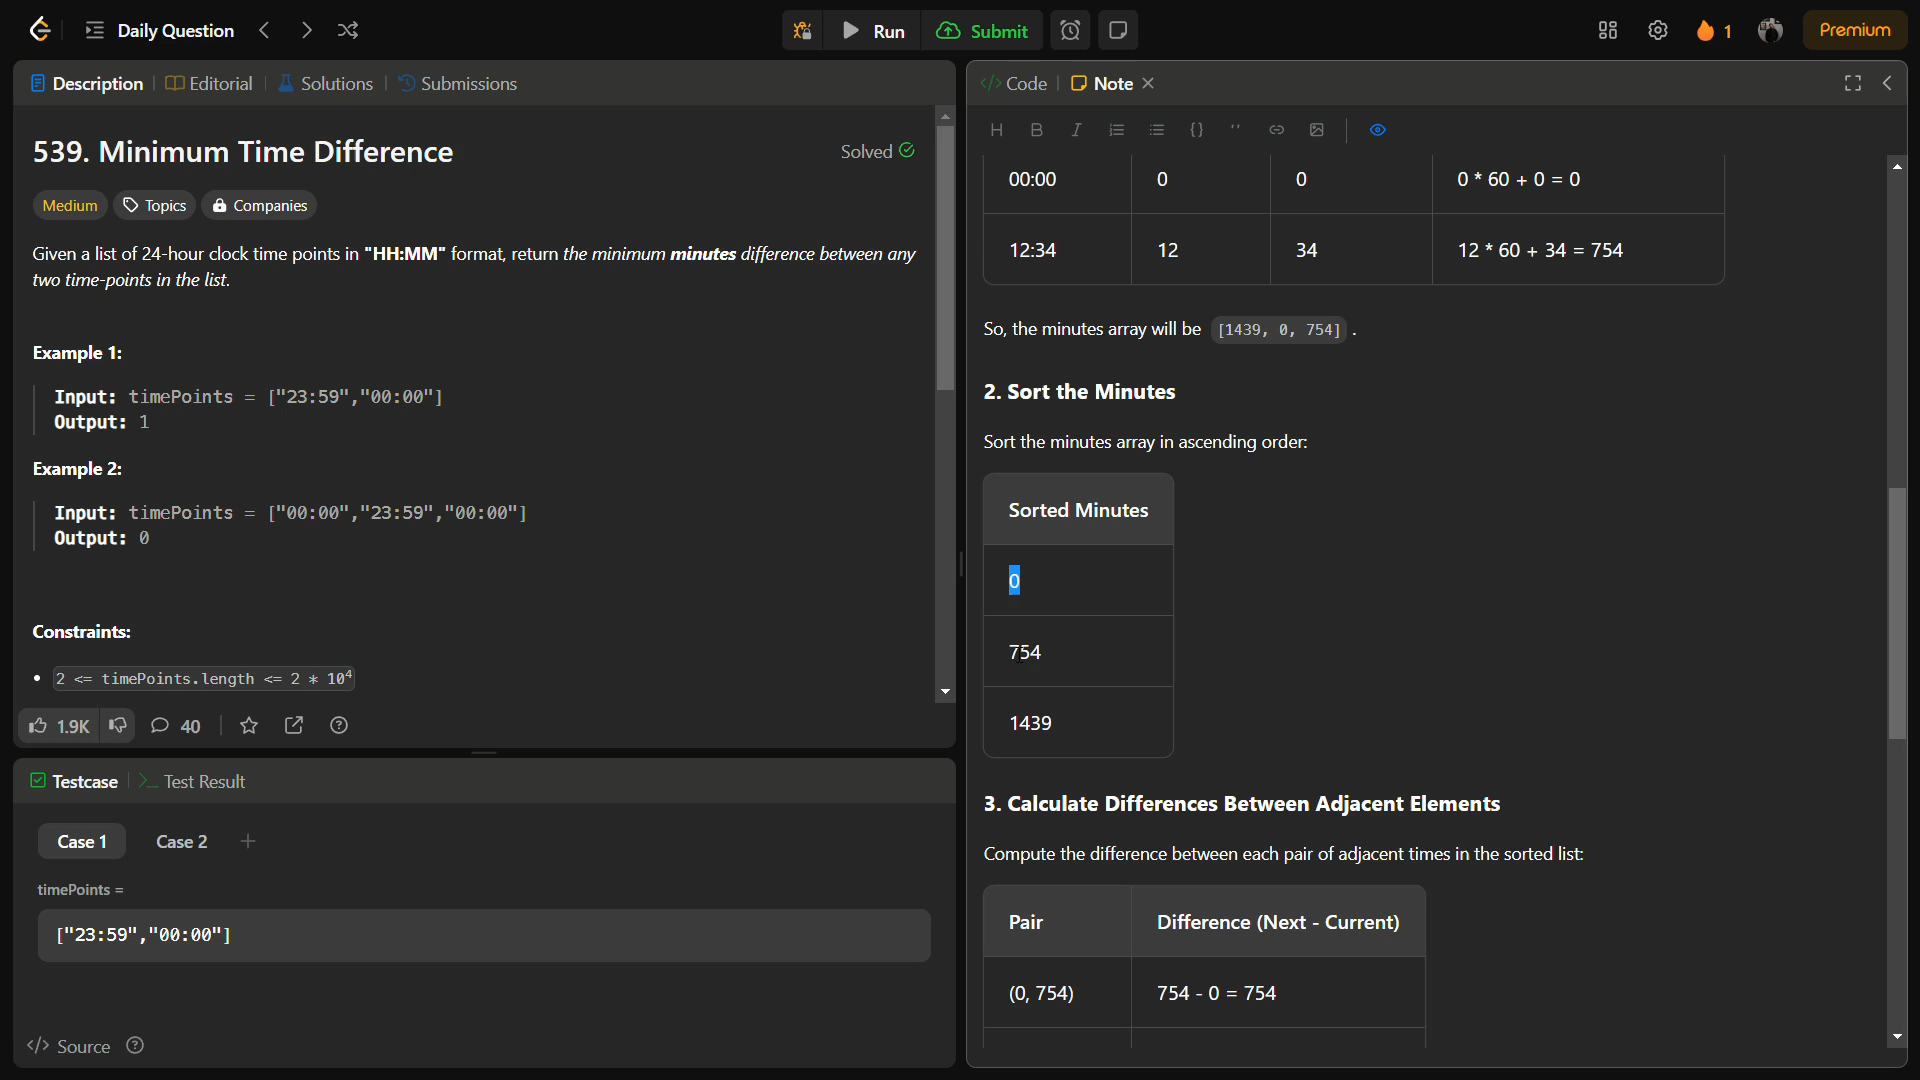 Daily Question
Run
Submit
1
Premium
Description
Editorial
Solutions
Submissions
539. Minimum Time Difference
Solved
Medium
Topics
Companies
Given a list of 24-hour clock time points in "HH:MM" format, return the minimum minutes difference between any
two time-points in the list.
Example 1:
Input: timePoints = ["23:59","00:00"]
Output: 1
Example 2:
Input: timePoints = ["00:00","23:59","00:00"]
Output: 0
Constraints:
• 2 <= timePoints.length <= 2 * 10⁴
1.9K
40
Testcase
>_ Test Result
Case 1
Case 2
+
timePoints =
["23:59","00:00"]
</> Source
</> Code
Note
H B I {} "
00:00 0 0 0 * 60 + 0 = 0
12:34 12 34 12 * 60 + 34 = 754
So, the minutes array will be [1439, 0, 754] .
2. Sort the Minutes
Sort the minutes array in ascending order:
Sorted Minutes
0
754
1439
3. Calculate Differences Between Adjacent Elements
Compute the difference between each pair of adjacent times in the sorted list:
Pair Difference (Next - Current)
(0, 754) 754 - 0 = 754